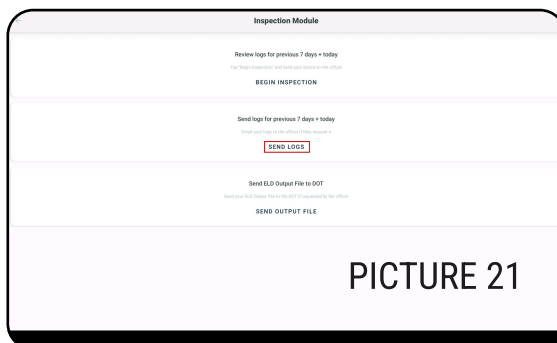 Inspection Module
Review logs for previous 7 days + today
Tap "Begin Inspection" and hand your device to the officer
BEGIN INSPECTION
Send logs for previous 7 days + today
Email your logs to the officer if they request it
SEND LOGS
Send ELD Output File to DOT
Send your ELD Output File to the DOT if requested by the officer
SEND OUTPUT FILE
PICTURE 21